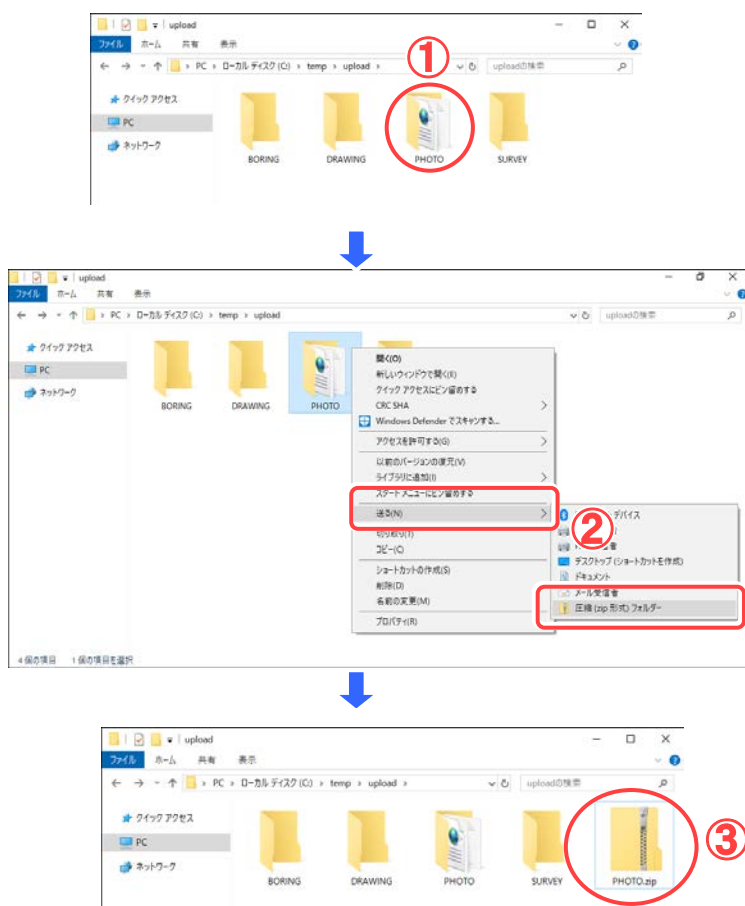 upload
ファイル ホーム 共有 表示
PC > ローカル ディスク (C:) > temp > upload >
uploadの検索
①
クイック アクセス
PC
ネットワーク
BORING DRAWING PHOTO SURVEY
upload
ファイル ホーム 共有 表示
PC > ローカル ディスク (C:) > temp > upload
uploadの検索
クイック アクセス
PC
ネットワーク
BORING DRAWING PHOTO
開く(O)
新しいウィンドウで開く(E)
クイック アクセスにピン留めする
CRC SHA
Windows Defender でスキャンする...
アクセスを許可する(G)
以前のバージョンの復元(V)
ライブラリに追加(I)
スタート メニューにピン留めする
送る(N)
切り取り(T)
コピー(C)
ショートカットの作成(S)
削除(D)
名前の変更(M)
プロパティ(R)
②
デバイス
デスクトップ (ショートカットを作成)
ドキュメント
メール受信者
圧縮 (zip 形式) フォルダー
4 個の項目 1 個の項目を選択
upload
ファイル ホーム 共有 表示
PC > ローカル ディスク (C:) > temp > upload >
uploadの検索
クイック アクセス
PC
ネットワーク
BORING DRAWING PHOTO SURVEY PHOTO.zip
③